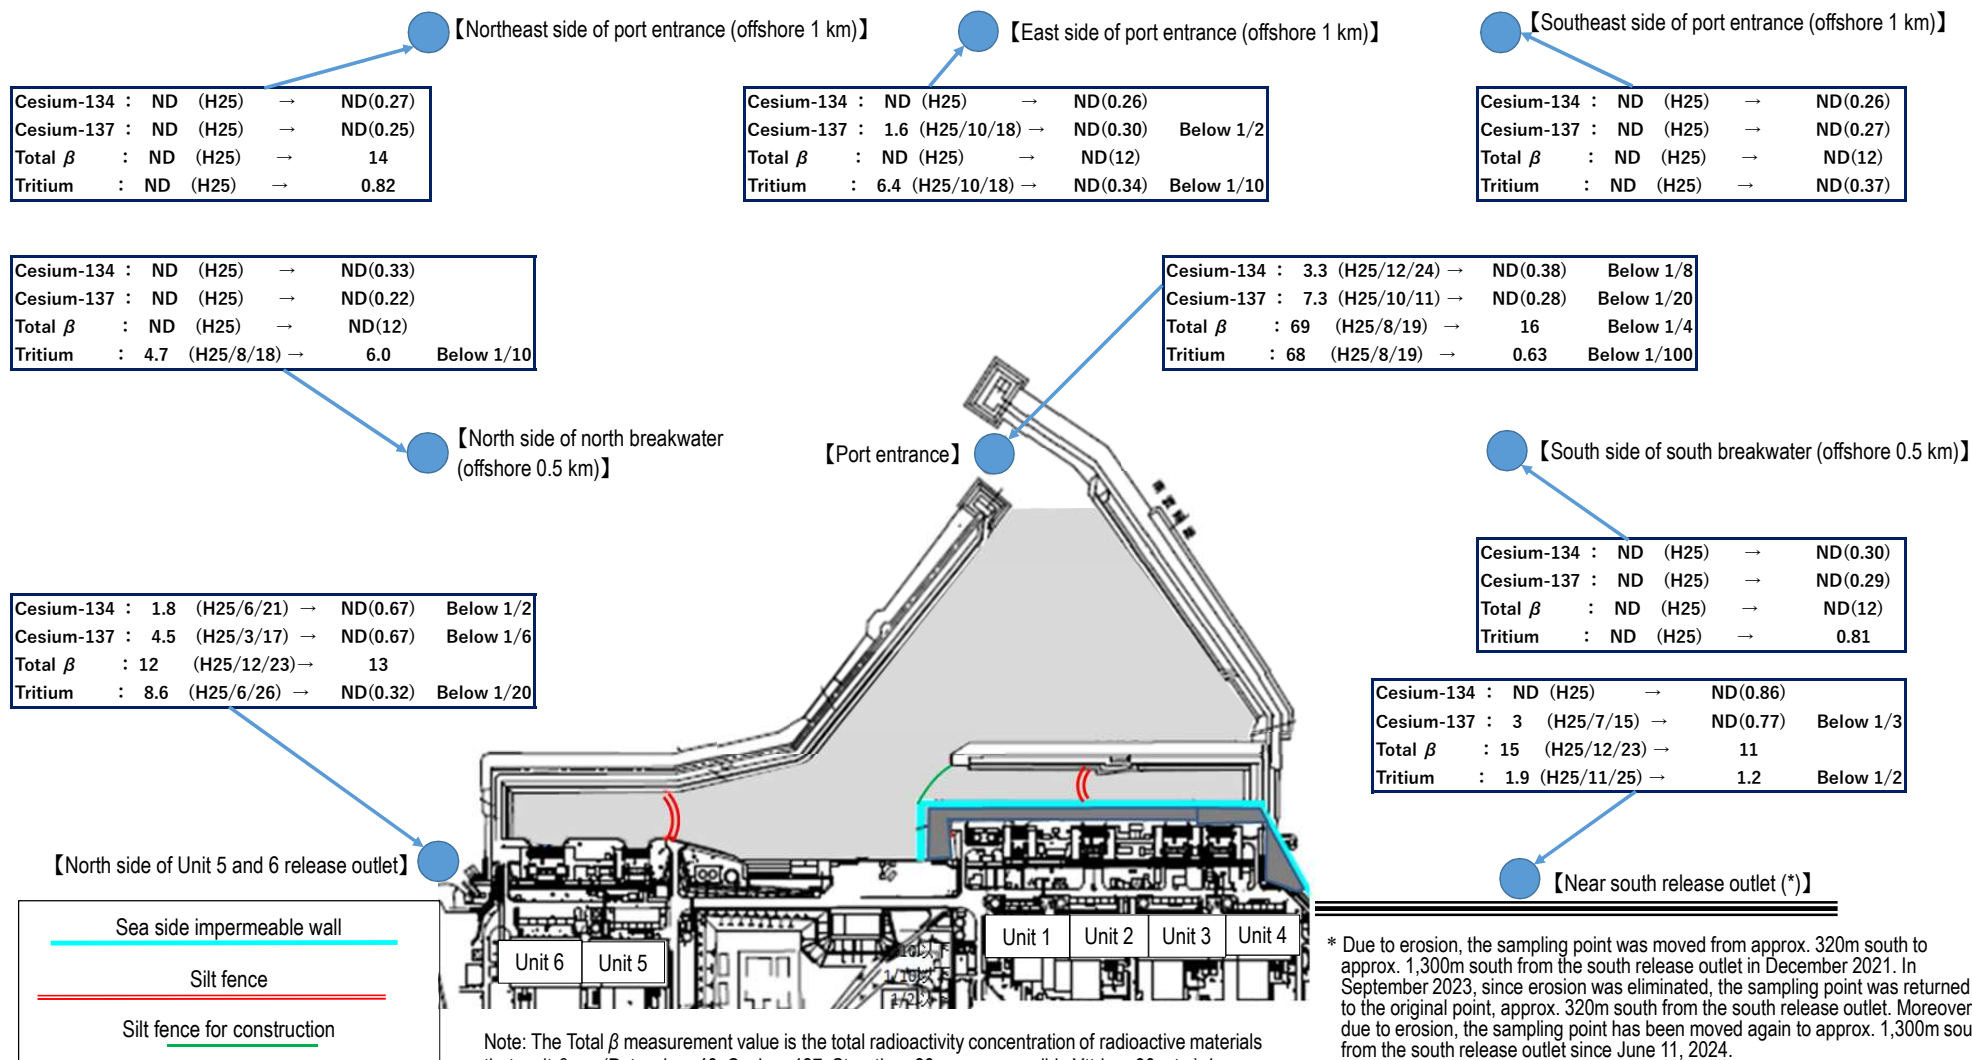 【Northeast side of port entrance (offshore 1 km)】
【East side of port entrance (offshore 1 km)】
【Southeast side of port entrance (offshore 1 km)】
Cesium-134 : ND (H25) → ND(0.27)
Cesium-137 : ND (H25) → ND(0.25)
Total β : ND (H25) → 14
Tritium : ND (H25) → 0.82
Cesium-134 : ND (H25) → ND(0.26)
Cesium-137 : 1.6 (H25/10/18) → ND(0.30) Below 1/2
Total β : ND (H25) → ND(12)
Tritium : 6.4 (H25/10/18) → ND(0.34) Below 1/10
Cesium-134 : ND (H25) → ND(0.26)
Cesium-137 : ND (H25) → ND(0.27)
Total β : ND (H25) → ND(12)
Tritium : ND (H25) → ND(0.37)
Cesium-134 : ND (H25) → ND(0.33)
Cesium-137 : ND (H25) → ND(0.22)
Total β : ND (H25) → ND(12)
Tritium : 4.7 (H25/8/18) → 6.0 Below 1/10
Cesium-134 : 3.3 (H25/12/24) → ND(0.38) Below 1/8
Cesium-137 : 7.3 (H25/10/11) → ND(0.28) Below 1/20
Total β : 69 (H25/8/19) → 16 Below 1/4
Tritium : 68 (H25/8/19) → 0.63 Below 1/100
【North side of north breakwater
(offshore 0.5 km)】
【Port entrance】
【South side of south breakwater (offshore 0.5 km)】
Cesium-134 : ND (H25) → ND(0.30)
Cesium-137 : ND (H25) → ND(0.29)
Total β : ND (H25) → ND(12)
Tritium : ND (H25) → 0.81
Cesium-134 : 1.8 (H25/6/21) → ND(0.67) Below 1/2
Cesium-137 : 4.5 (H25/3/17) → ND(0.67) Below 1/6
Total β : 12 (H25/12/23)→ 13
Tritium : 8.6 (H25/6/26) → ND(0.32) Below 1/20
Cesium-134 : ND (H25) → ND(0.86)
Cesium-137 : 3 (H25/7/15) → ND(0.77) Below 1/3
Total β : 15 (H25/12/23) → 11
Tritium : 1.9 (H25/11/25) → 1.2 Below 1/2
【North side of Unit 5 and 6 release outlet】
【Near south release outlet (*)】
Sea side impermeable wall
Silt fence
Silt fence for construction
Unit 6
Unit 5
Unit 1
Unit 2
Unit 3
Unit 4
* Due to erosion, the sampling point was moved from approx. 320m south to
approx. 1,300m south from the south release outlet in December 2021. In
September 2023, since erosion was eliminated, the sampling point was returned
to the original point, approx. 320m south from the south release outlet. Moreover
due to erosion, the sampling point has been moved again to approx. 1,300m sou
from the south release outlet since June 11, 2024.
Note: The Total β measurement value is the total radioactivity concentration of radioactive materials